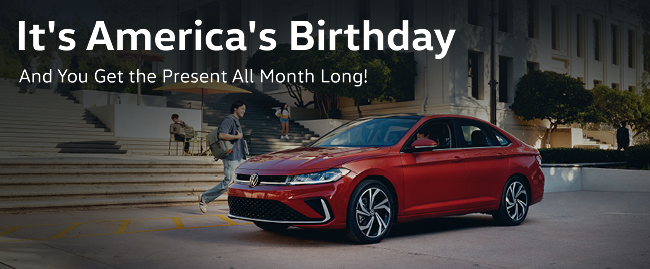 It's America's Birthday
And You Get the Present All Month Long!